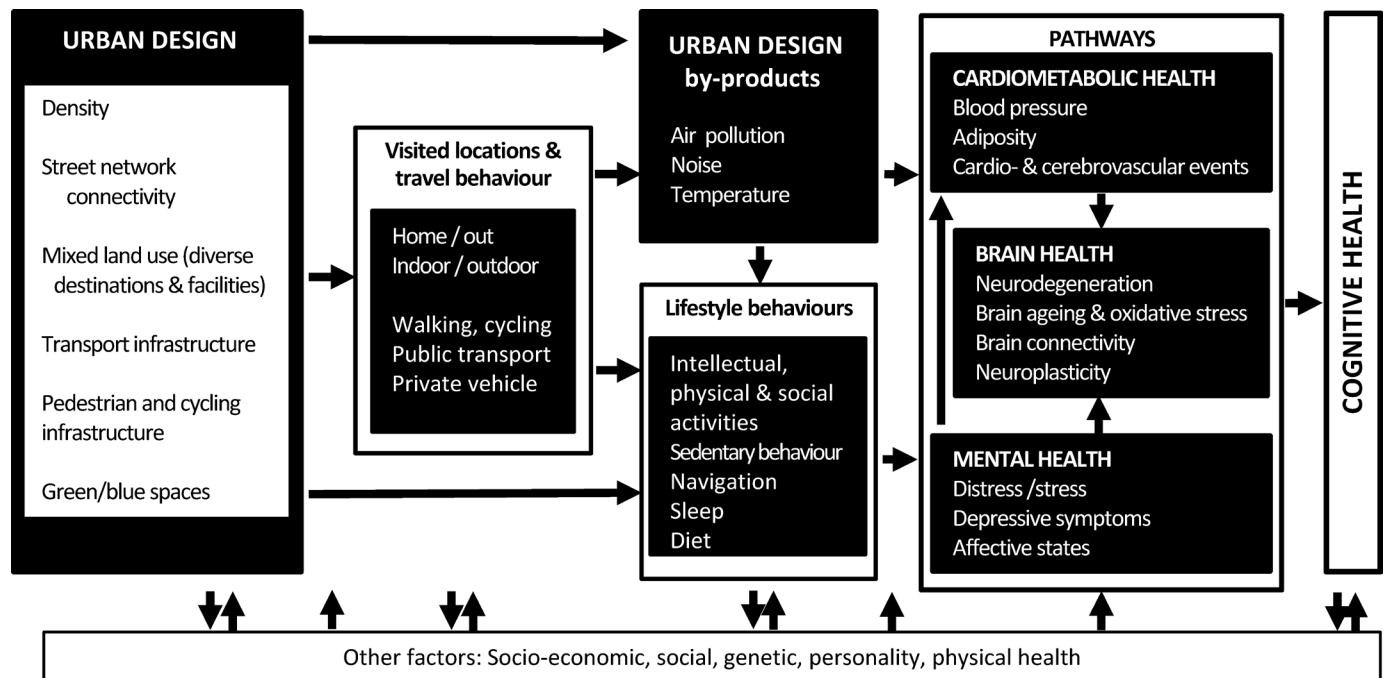 URBAN DESIGN
Density
Street network
connectivity
Mixed land use (diverse
destinations & facilities)
Transport infrastructure
Pedestrian and cycling
infrastructure
Green/blue spaces
Visited locations &
travel behaviour
Home / out
Indoor / outdoor
Walking, cycling
Public transport
Private vehicle
URBAN DESIGN
by-products
Air pollution
Noise
Temperature
Lifestyle behaviours
Intellectual,
physical & social
activities
Sedentary behaviour
Navigation
Sleep
Diet
PATHWAYS
CARDIOMETABOLIC HEALTH
Blood pressure
Adiposity
Cardio- & cerebrovascular events
BRAIN HEALTH
Neurodegeneration
Brain ageing & oxidative stress
Brain connectivity
Neuroplasticity
MENTAL HEALTH
Distress /stress
Depressive symptoms
Affective states
COGNITIVE HEALTH
Other factors: Socio-economic, social, genetic, personality, physical health